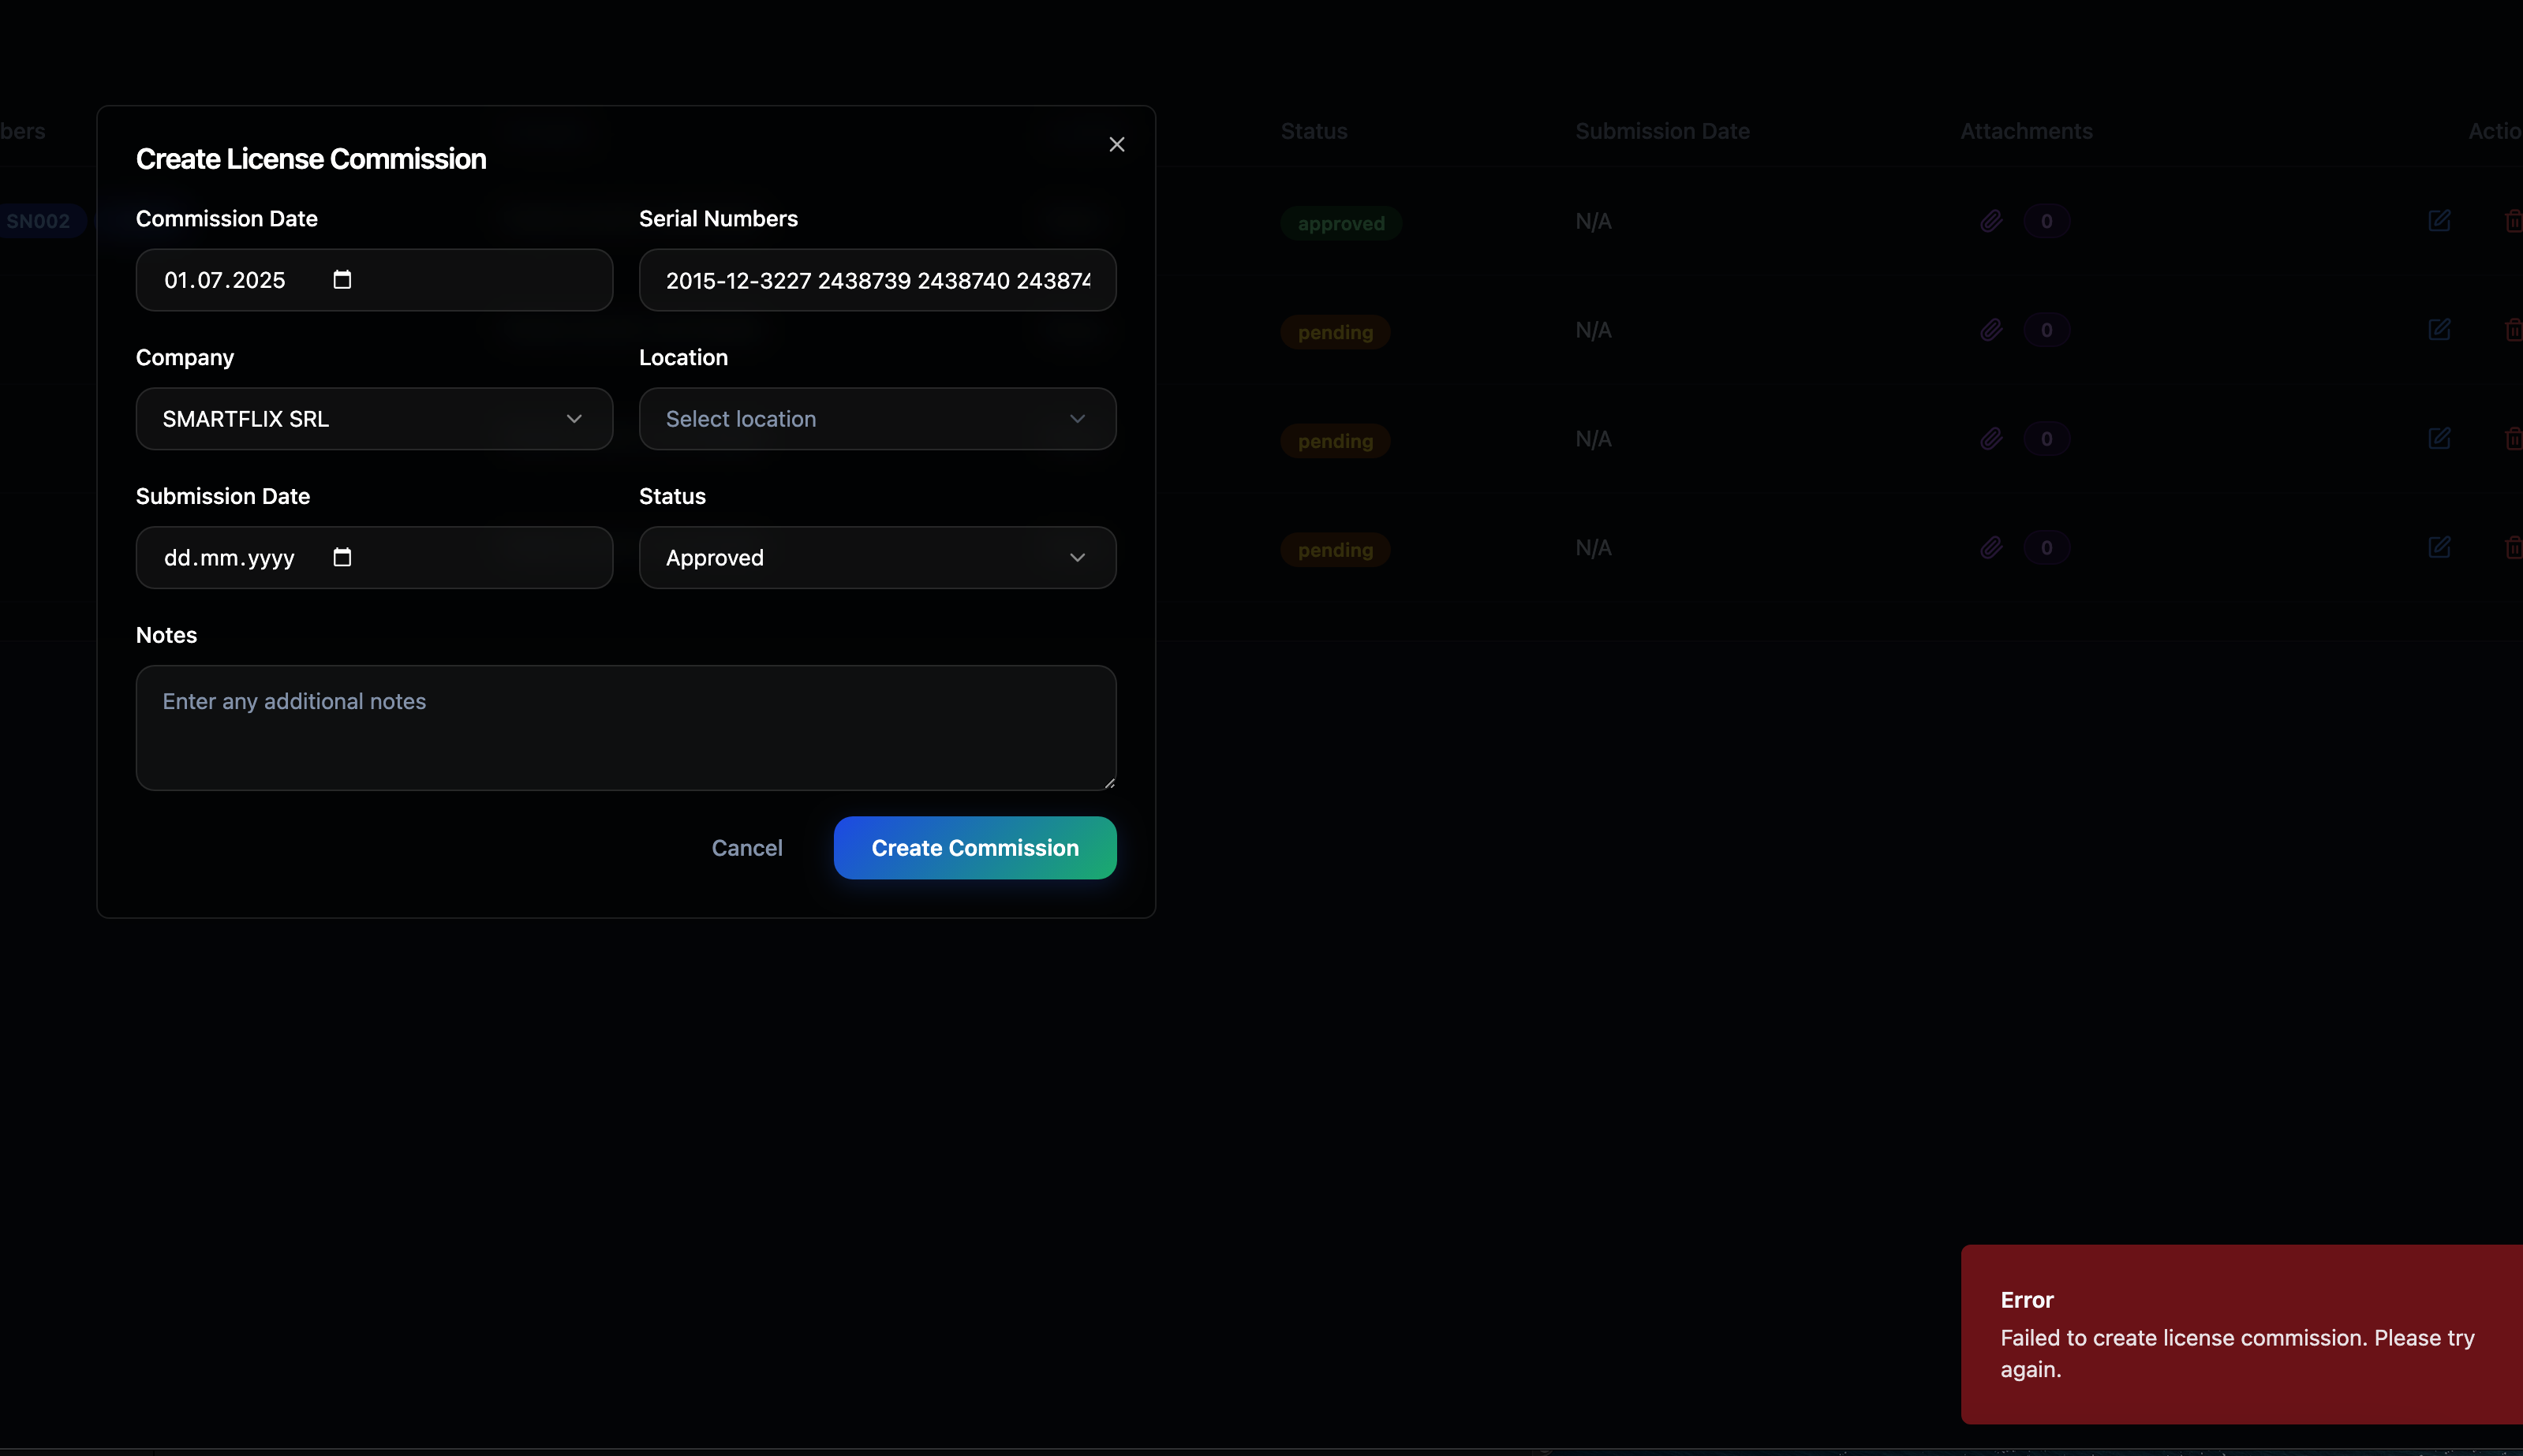 bers
Status
Submission Date
Attachments
Actio
Create License Commission
Commission Date
Serial Numbers
01.07.2025
2015-12-3227 2438739 2438740 243874
Company
Location
SMARTFLIX SRL
Select location
Submission Date
Status
dd.mm.yyyy
Approved
Notes
Enter any additional notes
Cancel
Create Commission
SN002
approved
N/A
0
pending
N/A
0
pending
N/A
0
pending
N/A
0
Error
Failed to create license commission. Please try
again.